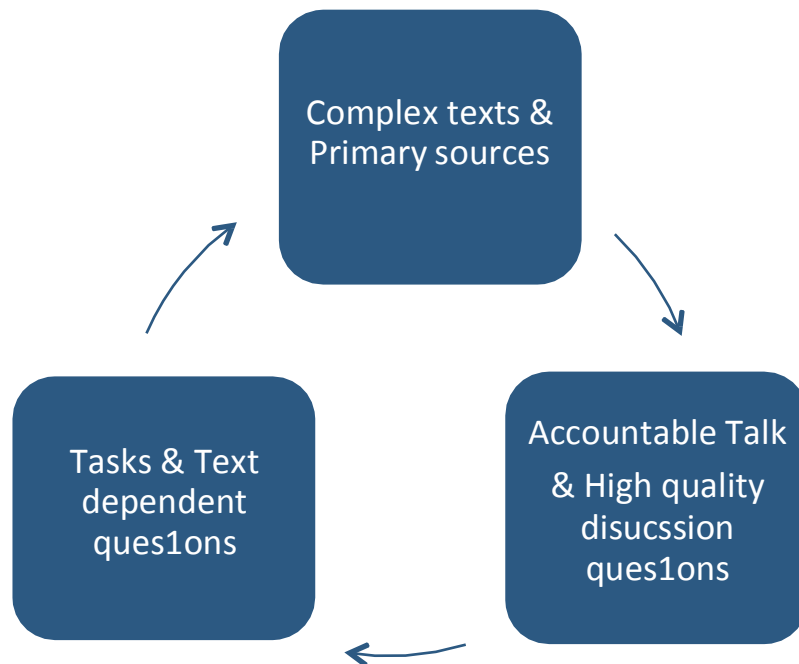 Complex texts &
Primary sources
Accountable Talk
& High quality
disucssion
ques1ons
Tasks & Text
dependent
ques1ons